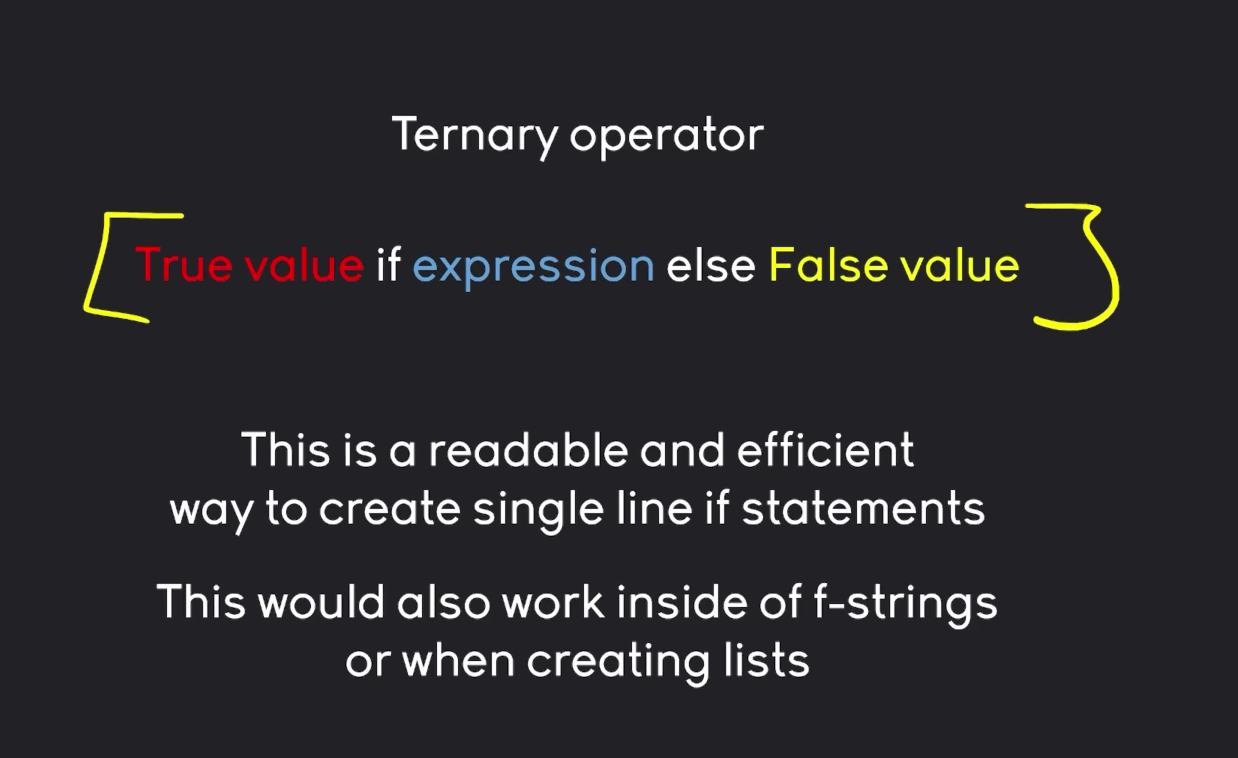 Ternary operator
True value if expression else False value
This is a readable and efficient
way to create single line if statements
This would also work inside of f-strings
or when creating lists